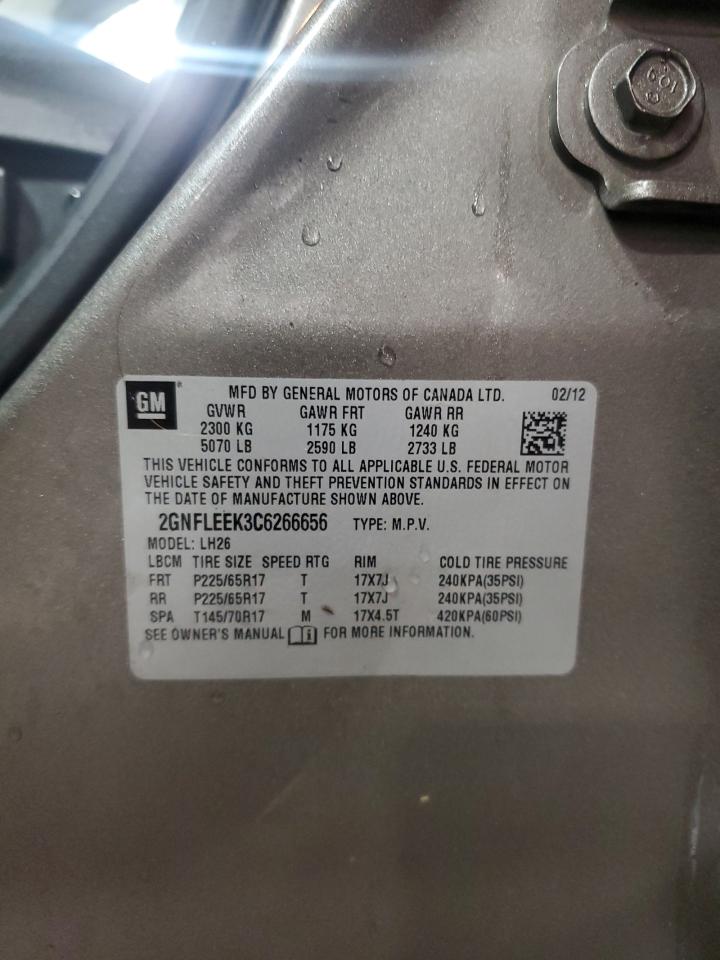 GM
MFD BY GENERAL MOTORS OF CANADA LTD. 02/12
GVWR GAWR FRT GAWR RR
2300 KG 1175 KG 1240 KG
5070 LB 2590 LB 2733 LB
THIS VEHICLE CONFORMS TO ALL APPLICABLE U.S. FEDERAL MOTOR
VEHICLE SAFETY AND THEFT PREVENTION STANDARDS IN EFFECT ON
THE DATE OF MANUFACTURE SHOWN ABOVE.
2GNFLEEK3C6266656 TYPE: M.P.V.
MODEL: LH26
LBCM TIRE SIZE SPEED RTG RIM COLD TIRE PRESSURE
FRT P225/65R17 T 17X7J 240KPA(35PSI)
RR P225/65R17 T 17X7J 240KPA(35PSI)
SPA T145/70R17 M 17X4.5T 420KPA(60PSI)
SEE OWNER'S MANUAL FOR MORE INFORMATION.